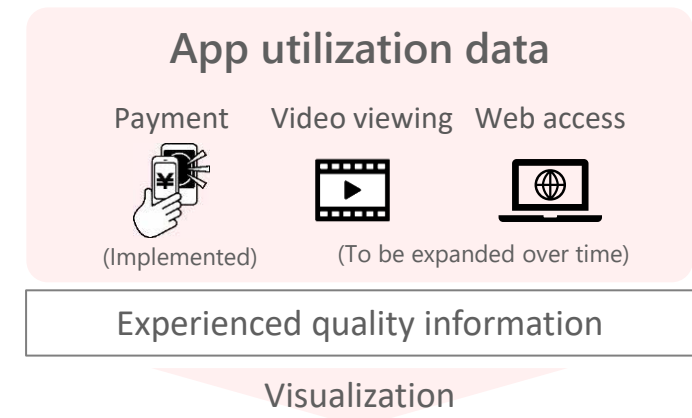 App utilization data
Payment Video viewing Web access
¥
(Implemented) (To be expanded over time)
Experienced quality information
Visualization